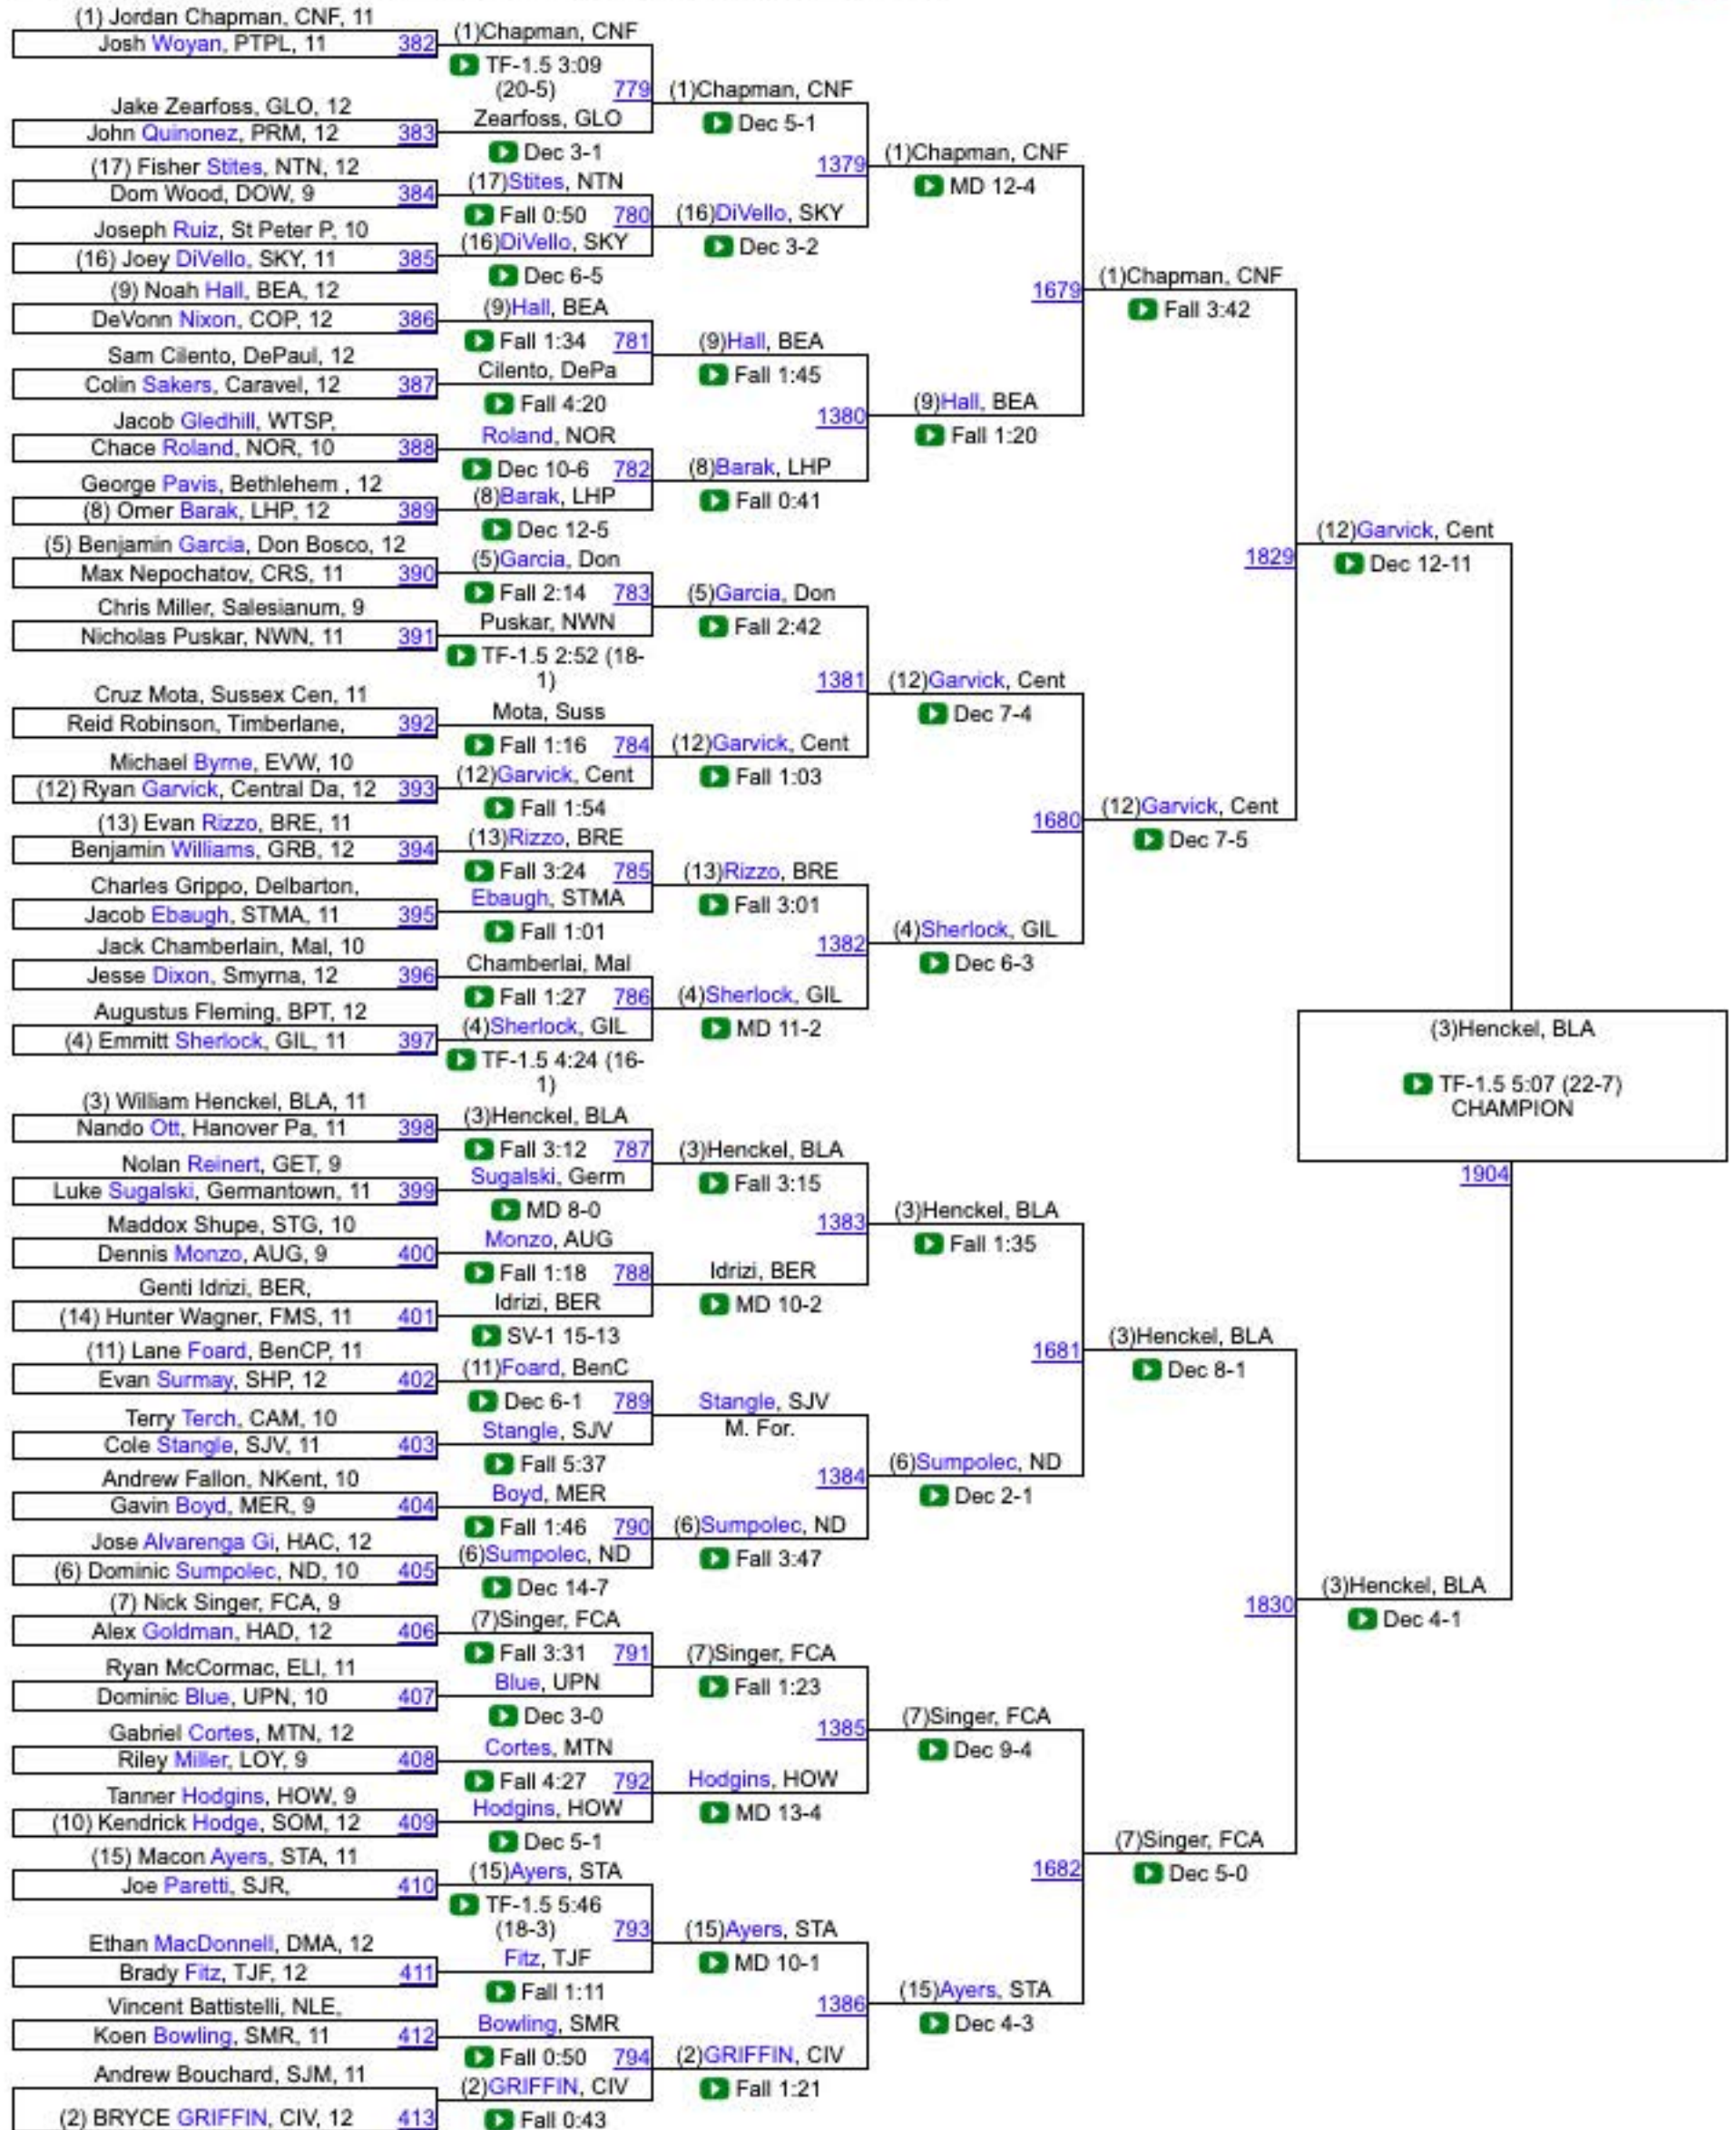 (1) Jordan Chapman, CNF, 11
Josh Woyan, PTPL, 11 382
Jake Zearfoss, GLO, 12
John Quinonez, PRM, 12 383
(17) Fisher Stites, NTN, 12
Dom Wood, DOW, 9 384
Joseph Ruiz, St Peter P, 10
(16) Joey DiVello, SKY, 11 385
(9) Noah Hall, BEA, 12
DeVonn Nixon, COP, 12 386
Sam Cilento, DePaul, 12
Colin Sakers, Caravel, 12 387
Jacob Gledhill, WTSP,
Chace Roland, NOR, 10 388
George Pavis, Bethlehem , 12
(8) Omer Barak, LHP, 12 389
(5) Benjamin Garcia, Don Bosco, 12
Max Nepochatov, CRS, 11 390
Chris Miller, Salesianum, 9
Nicholas Puskar, NWN, 11 391
Cruz Mota, Sussex Cen, 11
Reid Robinson, Timberlane, 392
Michael Byrne, EVW, 10
(12) Ryan Garvick, Central Da, 12 393
(13) Evan Rizzo, BRE, 11
Benjamin Williams, GRB, 12 394
Charles Grippo, Delbarton,
Jacob Ebaugh, STMA, 11 395
Jack Chamberlain, Mal, 10
Jesse Dixon, Smyrna, 12 396
Augustus Fleming, BPT, 12
(4) Emmitt Sherlock, GIL, 11 397
(3) William Henckel, BLA, 11
Nando Ott, Hanover Pa, 11 398
Nolan Reinert, GET, 9
Luke Sugalski, Germantown, 11 399
Maddox Shupe, STG, 10
Dennis Monzo, AUG, 9 400
Genti Idrizi, BER,
(14) Hunter Wagner, FMS, 11 401
(11) Lane Foard, BenCP, 11
Evan Surmay, SHP, 12 402
Terry Terch, CAM, 10
Cole Stangle, SJV, 11 403
Andrew Fallon, NKent, 10
Gavin Boyd, MER, 9 404
Jose Alvarenga Gi, HAC, 12
(6) Dominic Sumpolec, ND, 10 405
(7) Nick Singer, FCA, 9
Alex Goldman, HAD, 12 406
Ryan McCormac, ELI, 11
Dominic Blue, UPN, 10 407
Gabriel Cortes, MTN, 12
Riley Miller, LOY, 9 408
Tanner Hodgins, HOW, 9
(10) Kendrick Hodge, SOM, 12 409
(15) Macon Ayers, STA, 11
Joe Paretti, SJR, 410
Ethan MacDonnell, DMA, 12
Brady Fitz, TJF, 12 411
Vincent Battistelli, NLE,
Koen Bowling, SMR, 11 412
Andrew Bouchard, SJM, 11
(2) BRYCE GRIFFIN, CIV, 12 413
(1)Chapman, CNF
TF-1.5 3:09
(20-5) 779
Zearfoss, GLO
Dec 3-1
(17)Stites, NTN
Fall 0:50 780
(16)DiVello, SKY
Dec 6-5
(9)Hall, BEA
Fall 1:34 781
Cilento, DePa
Fall 4:20
Roland, NOR
Dec 10-6 782
(8)Barak, LHP
Dec 12-5
(5)Garcia, Don
Fall 2:14 783
Puskar, NWN
TF-1.5 2:52 (18-
1)
Mota, Suss
Fall 1:16 784
(12)Garvick, Cent
Fall 1:54
(13)Rizzo, BRE
Fall 3:24 785
Ebaugh, STMA
Fall 1:01
Chamberlai, Mal
Fall 1:27 786
(4)Sherlock, GIL
TF-1.5 4:24 (16-
1)
(3)Henckel, BLA
Fall 3:12 787
Sugalski, Germ
MD 8-0
Monzo, AUG
Fall 1:18 788
Idrizi, BER
SV-1 15-13
(11)Foard, BenC
Dec 6-1 789
Stangle, SJV
Fall 5:37
Boyd, MER
Fall 1:46 790
(6)Sumpolec, ND
Dec 14-7
(7)Singer, FCA
Fall 3:31 791
Blue, UPN
Dec 3-0
Cortes, MTN
Fall 4:27 792
Hodgins, HOW
Dec 5-1
(15)Ayers, STA
TF-1.5 5:46
(18-3) 793
Fitz, TJF
Fall 1:11
Bowling, SMR
Fall 0:50 794
(2)GRIFFIN, CIV
Fall 0:43
(1)Chapman, CNF
Dec 5-1
1379
(16)DiVello, SKY
Dec 3-2
(9)Hall, BEA
Fall 1:45
1380
(8)Barak, LHP
Fall 0:41
(5)Garcia, Don
Fall 2:42
1381
(12)Garvick, Cent
Fall 1:03
(13)Rizzo, BRE
Fall 3:01
1382
(4)Sherlock, GIL
MD 11-2
(3)Henckel, BLA
Fall 3:15
1383
Idrizi, BER
MD 10-2
Stangle, SJV
M. For.
1384
(6)Sumpolec, ND
Fall 3:47
(7)Singer, FCA
Fall 1:23
1385
Hodgins, HOW
MD 13-4
(15)Ayers, STA
MD 10-1
1386
(2)GRIFFIN, CIV
Fall 1:21
(1)Chapman, CNF
MD 12-4
1679
(9)Hall, BEA
Fall 1:20
(12)Garvick, Cent
Dec 7-4
1680
(4)Sherlock, GIL
Dec 6-3
(3)Henckel, BLA
Fall 1:35
1681
(6)Sumpolec, ND
Dec 2-1
(7)Singer, FCA
Dec 9-4
1682
(15)Ayers, STA
Dec 4-3
(1)Chapman, CNF
Fall 3:42
1829
(12)Garvick, Cent
Dec 7-5
(3)Henckel, BLA
Dec 8-1
1830
(7)Singer, FCA
Dec 5-0
(12)Garvick, Cent
Dec 12-11
(3)Henckel, BLA
Dec 4-1
(3)Henckel, BLA
TF-1.5 5:07 (22-7)
CHAMPION
1904